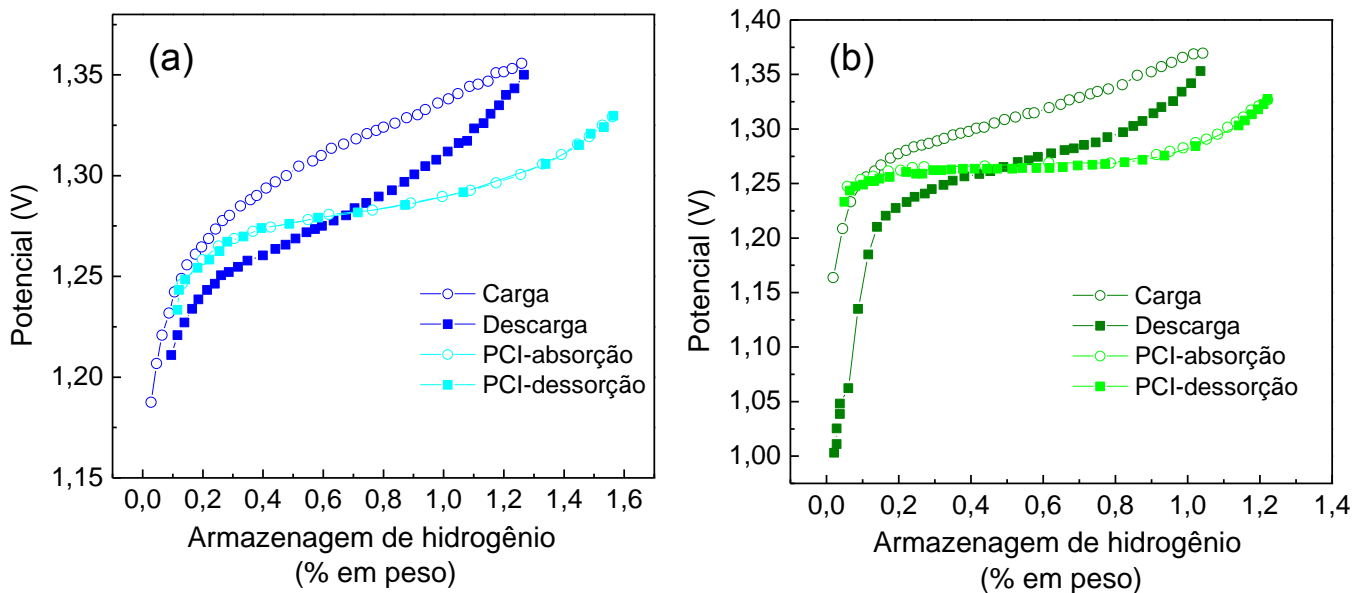 (a)
1,35
1,30
1,25
1,20
1,15
Potencial (V)
Carga
Descarga
PCI-absorção
PCI-dessorção
0,0 0,2 0,4 0,6 0,8 1,0 1,2 1,4 1,6
Armazenagem de hidrogênio
(% em peso)
(b)
1,40
1,35
1,30
1,25
1,20
1,15
1,10
1,05
1,00
Potencial (V)
Carga
Descarga
PCI-absorção
PCI-dessorção
0,0 0,2 0,4 0,6 0,8 1,0 1,2 1,4
Armazenagem de hidrogênio
(% em peso)